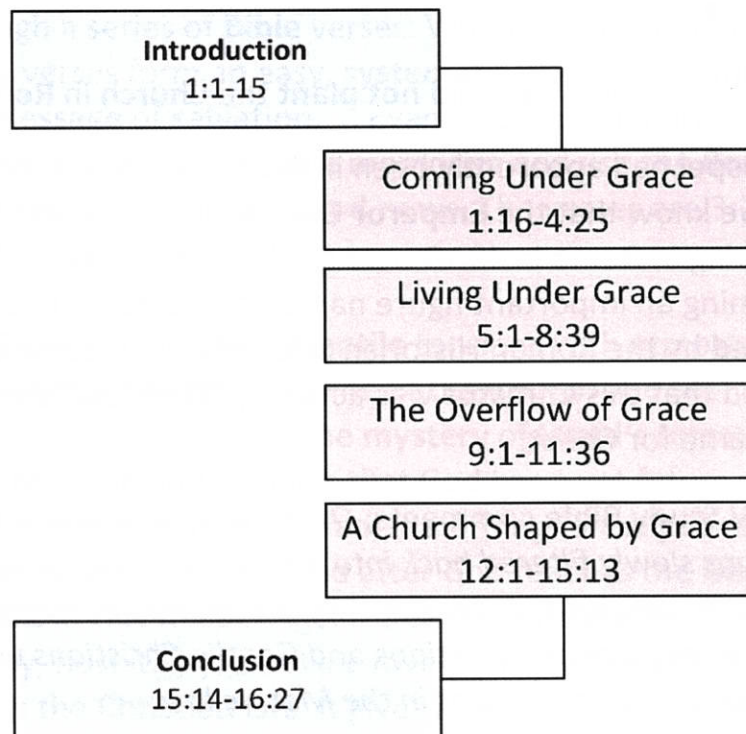 Introduction
1:1-15
Coming Under Grace
1:16-4:25
Living Under Grace
5:1-8:39
The Overflow of Grace
9:1-11:36
A Church Shaped by Grace
12:1-15:13
Conclusion
15:14-16:27